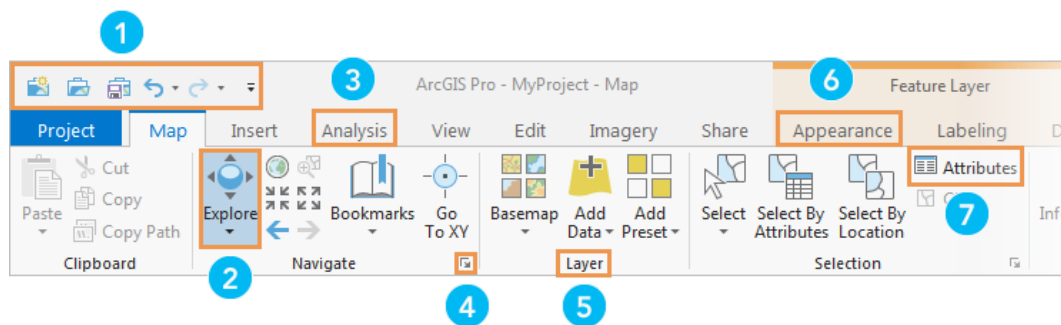 1
3
6
ArcGIS Pro - MyProject - Map
Feature Layer
Project Map Insert Analysis View Edit Imagery Share Appearance Labeling
Cut
Copy
Copy Path
Paste
Explore
Bookmarks
Go
To XY
Basemap
Add
Data
Add
Preset
Select
Select By
Attributes
Select By
Location
Attributes
7
Inf
Clipboard Navigate Layer Selection
2
4
5